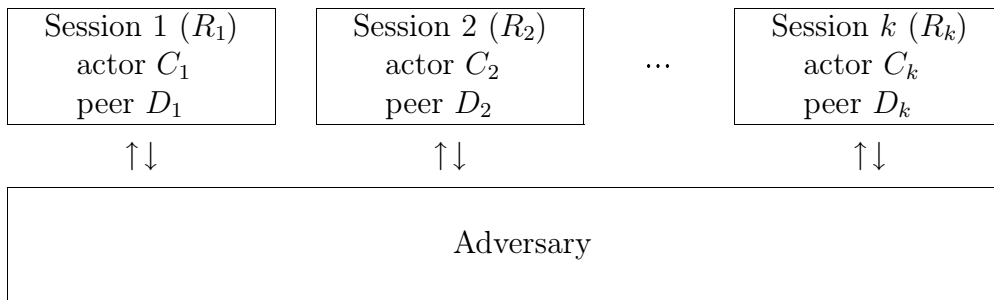 Session 1 (R₁)
actor C₁
peer D₁
Session 2 (R₂)
actor C₂
peer D₂
...
Session k (Rₖ)
actor Cₖ
peer Dₖ
↑↓
↑↓
↑↓
Adversary